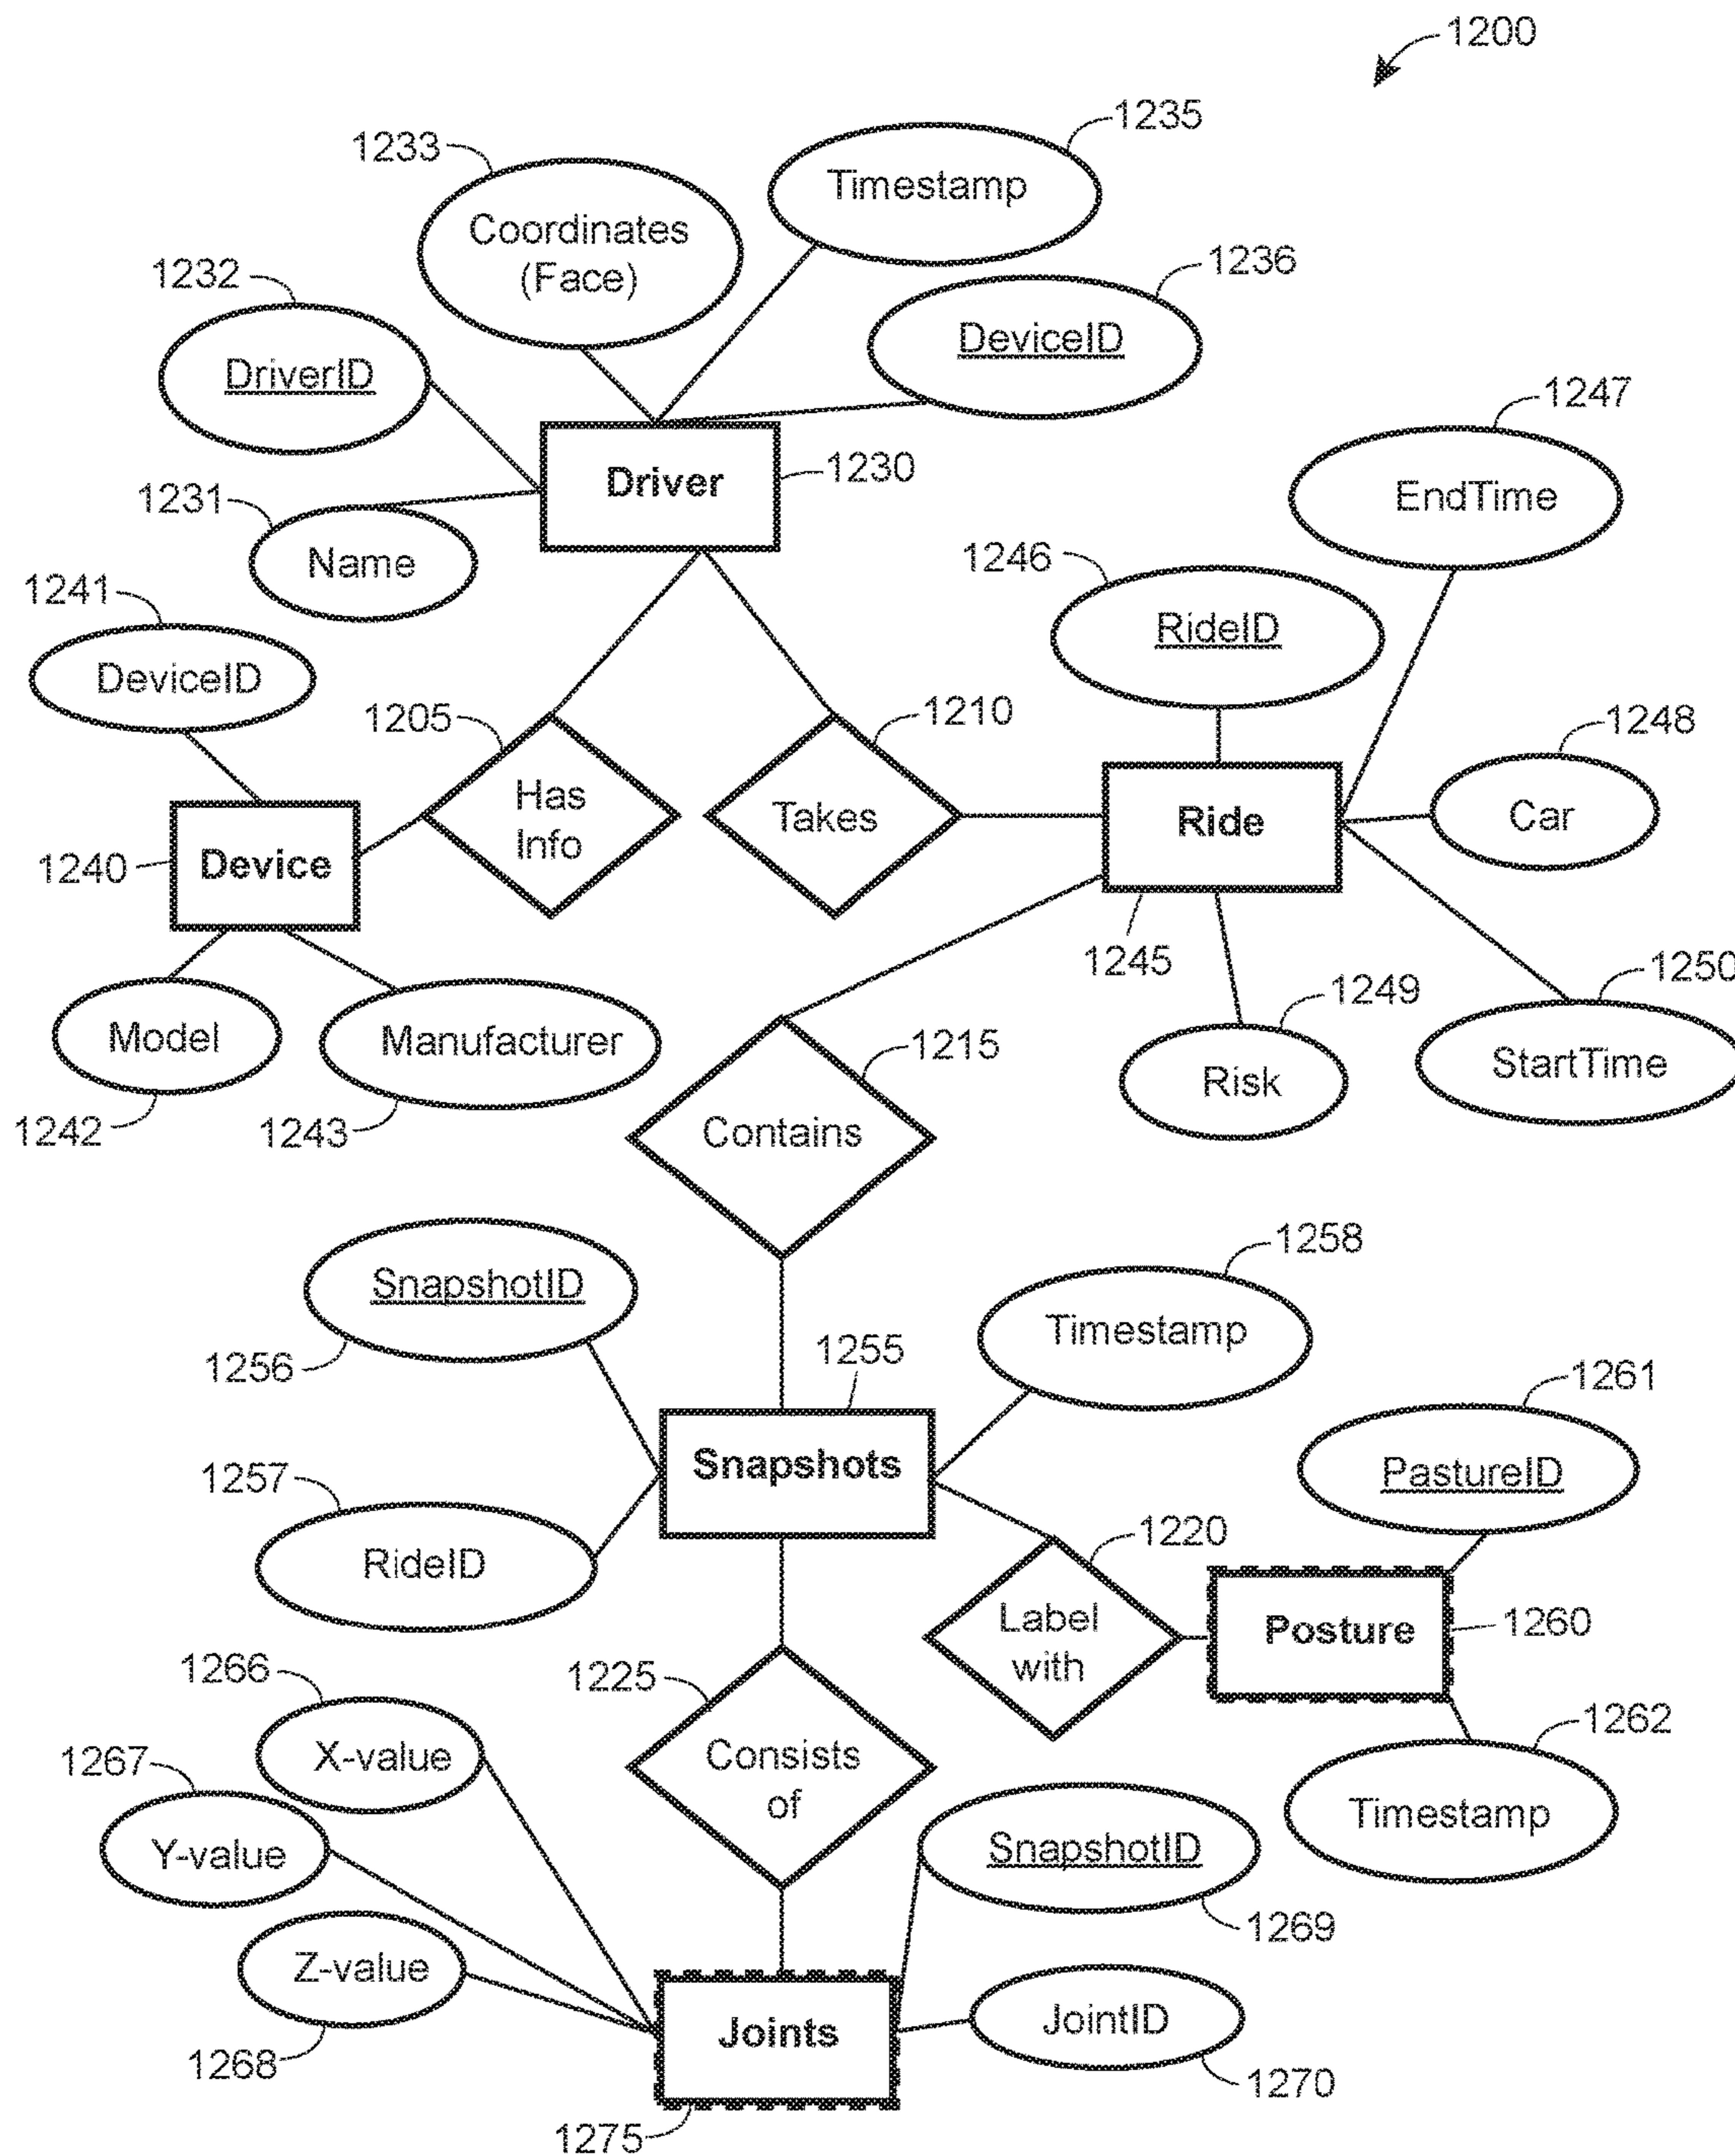 1200
1235
1233
Timestamp
Coordinates
(Face)
1236
1232
DeviceID
DriverID
1247
1230
Driver
EndTime
1231
1246
Name
1241
RideID
DeviceID
1205
1210
1248
Has
Info
Takes
Ride
Car
1240
Device
1245
1250
1249
Model
Manufacturer
1215
StartTime
Risk
1242
1243
Contains
1258
SnapshotID
Timestamp
1256
1255
1261
Snapshots
PastureID
1257
1220
RideID
Label
with
Posture
1260
1266
1225
1262
X-value
1267
Consists
of
Timestamp
Y-value
SnapshotID
1269
Z-value
Joints
JointID
1268
1270
1275